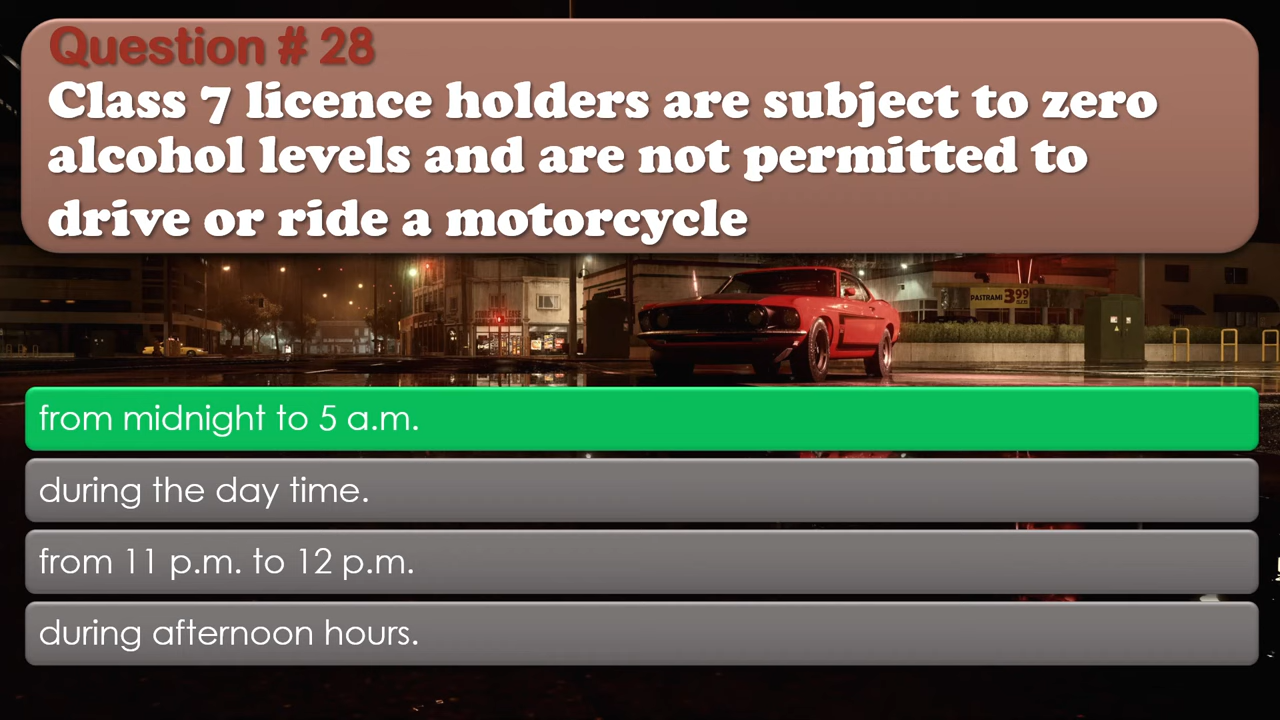 Question # 28
Class 7 licence holders are subject to zero
alcohol levels and are not permitted to
drive or ride a motorcycle
PASTRAMI 3.99
from midnight to 5 a.m.
during the day time.
from 11 p.m. to 12 p.m.
during afternoon hours.